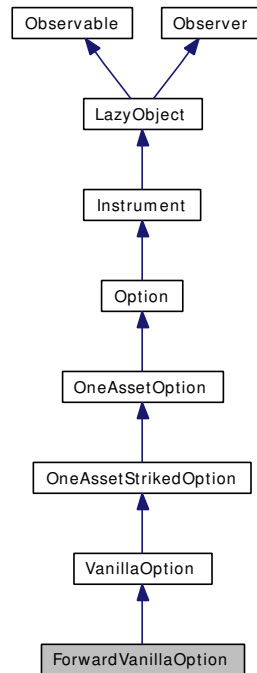 Observable
Observer
LazyObject
Instrument
Option
OneAssetOption
OneAssetStrikedOption
VanillaOption
ForwardVanillaOption